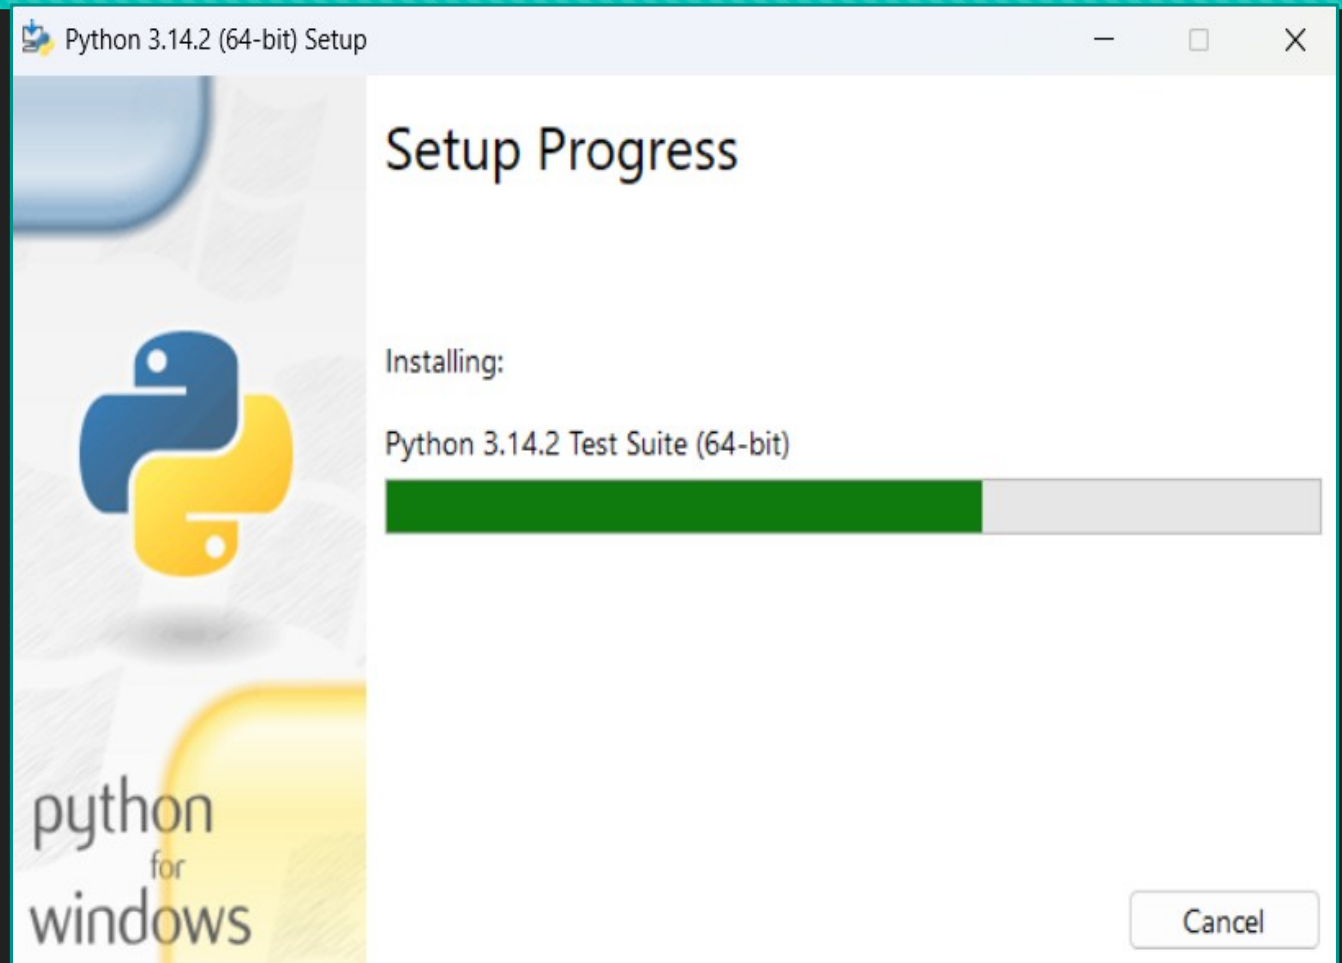 Python 3.14.2 (64-bit) Setup
Setup Progress
Installing:
Python 3.14.2 Test Suite (64-bit)
python
for
windows
Cancel